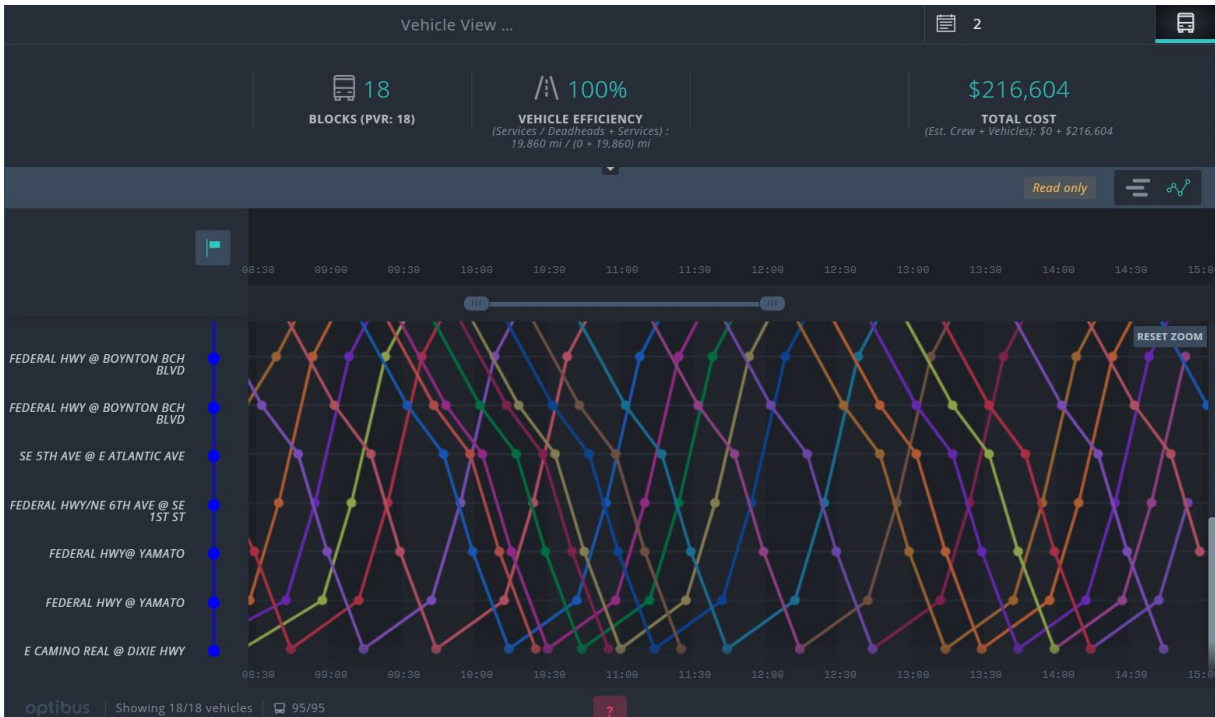 Vehicle View ...
2
18
BLOCKS (PVR: 18)
100%
VEHICLE EFFICIENCY
(Services / Deadheads + Services) :
19,860 mi / (0 + 19,860) mi
$216,604
TOTAL COST
(Est. Crew + Vehicles): $0 + $216,604
Read only
08:30 09:00 09:30 10:00 10:30 11:00 11:30 12:00 12:30 13:00 13:30 14:00 14:30
RESET ZOOM
FEDERAL HWY @ BOYNTON BCH
BLVD
FEDERAL HWY @ BOYNTON BCH
BLVD
SE 5TH AVE @ E ATLANTIC AVE
FEDERAL HWY/NE 6TH AVE @ SE
1ST ST
FEDERAL HWY@ YAMATO
FEDERAL HWY @ YAMATO
E CAMINO REAL @ DIXIE HWY
08:30 09:00 09:30 10:00 10:30 11:00 11:30 12:00 12:30 13:00 13:30 14:00 14:30
optibus
Showing 18/18 vehicles
95/95
?